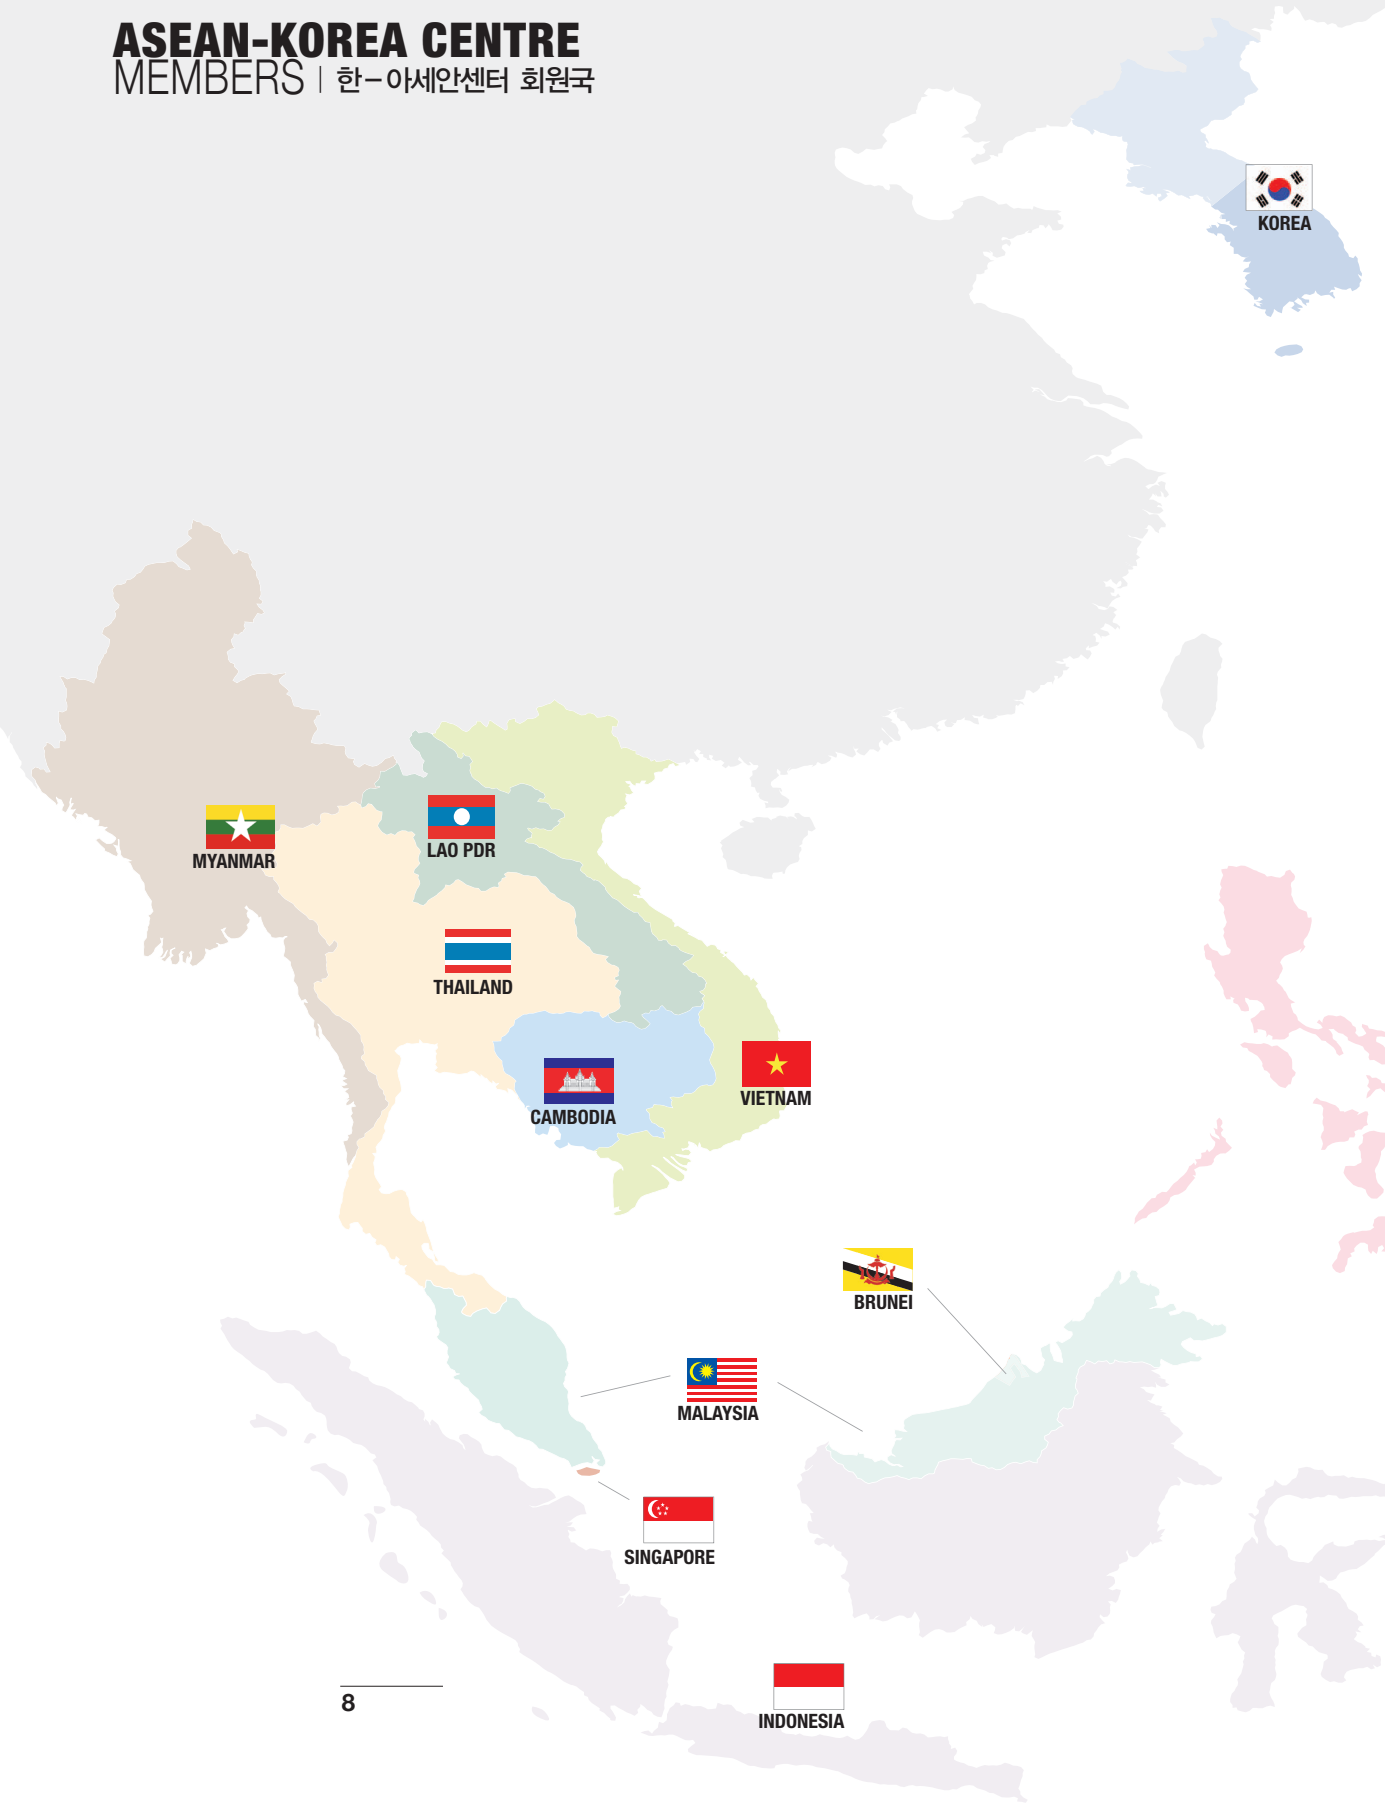 ASEAN-KOREA CENTRE
MEMBERS | 한-아세안센터 회원국
KOREA
MYANMAR
LAO PDR
THAILAND
CAMBODIA
VIETNAM
BRUNEI
MALAYSIA
SINGAPORE
INDONESIA
8